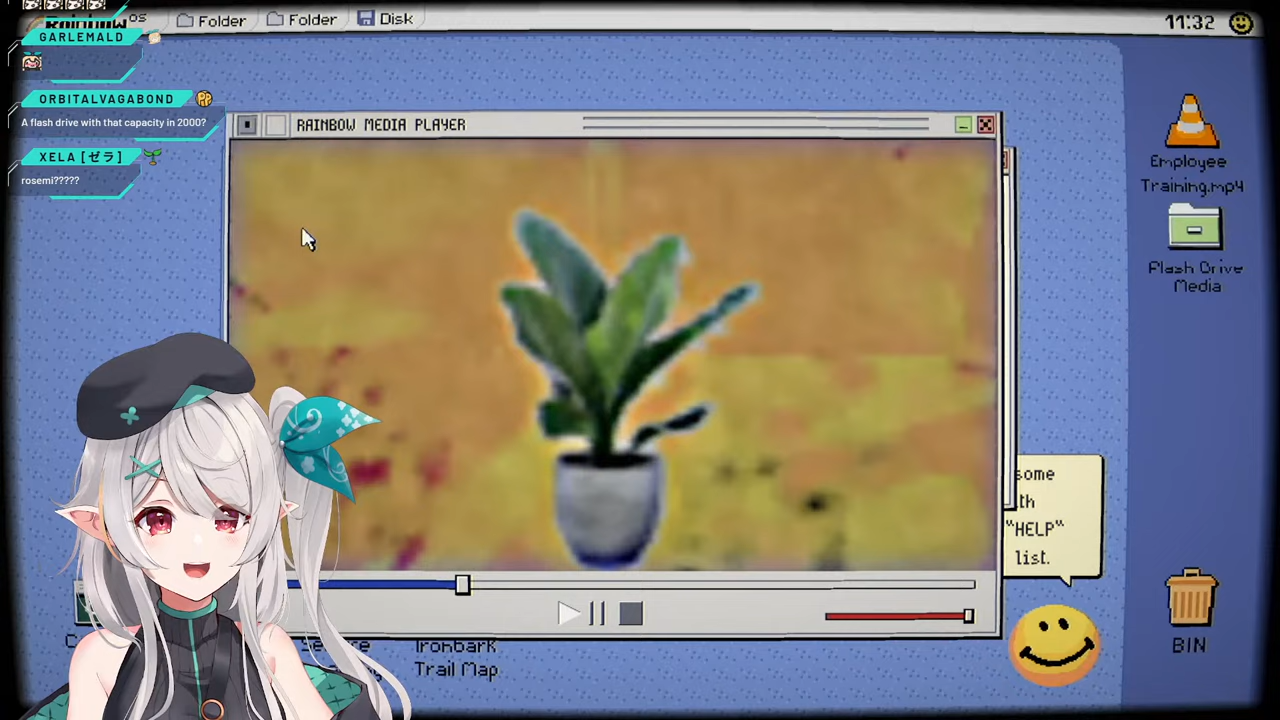 RainbowOS
Folder
Folder
Disk
11:32
GARLEMALD
ORBITALVAGABOND
A flash drive with that capacity in 2000?
XELA [ゼラ]
rosemi?????
RAINBOW MEDIA PLAYER
Employee
Training.mp4
Flash Drive
Media
some
"HELP"
list.
Ironbark
Trail Map
BIN